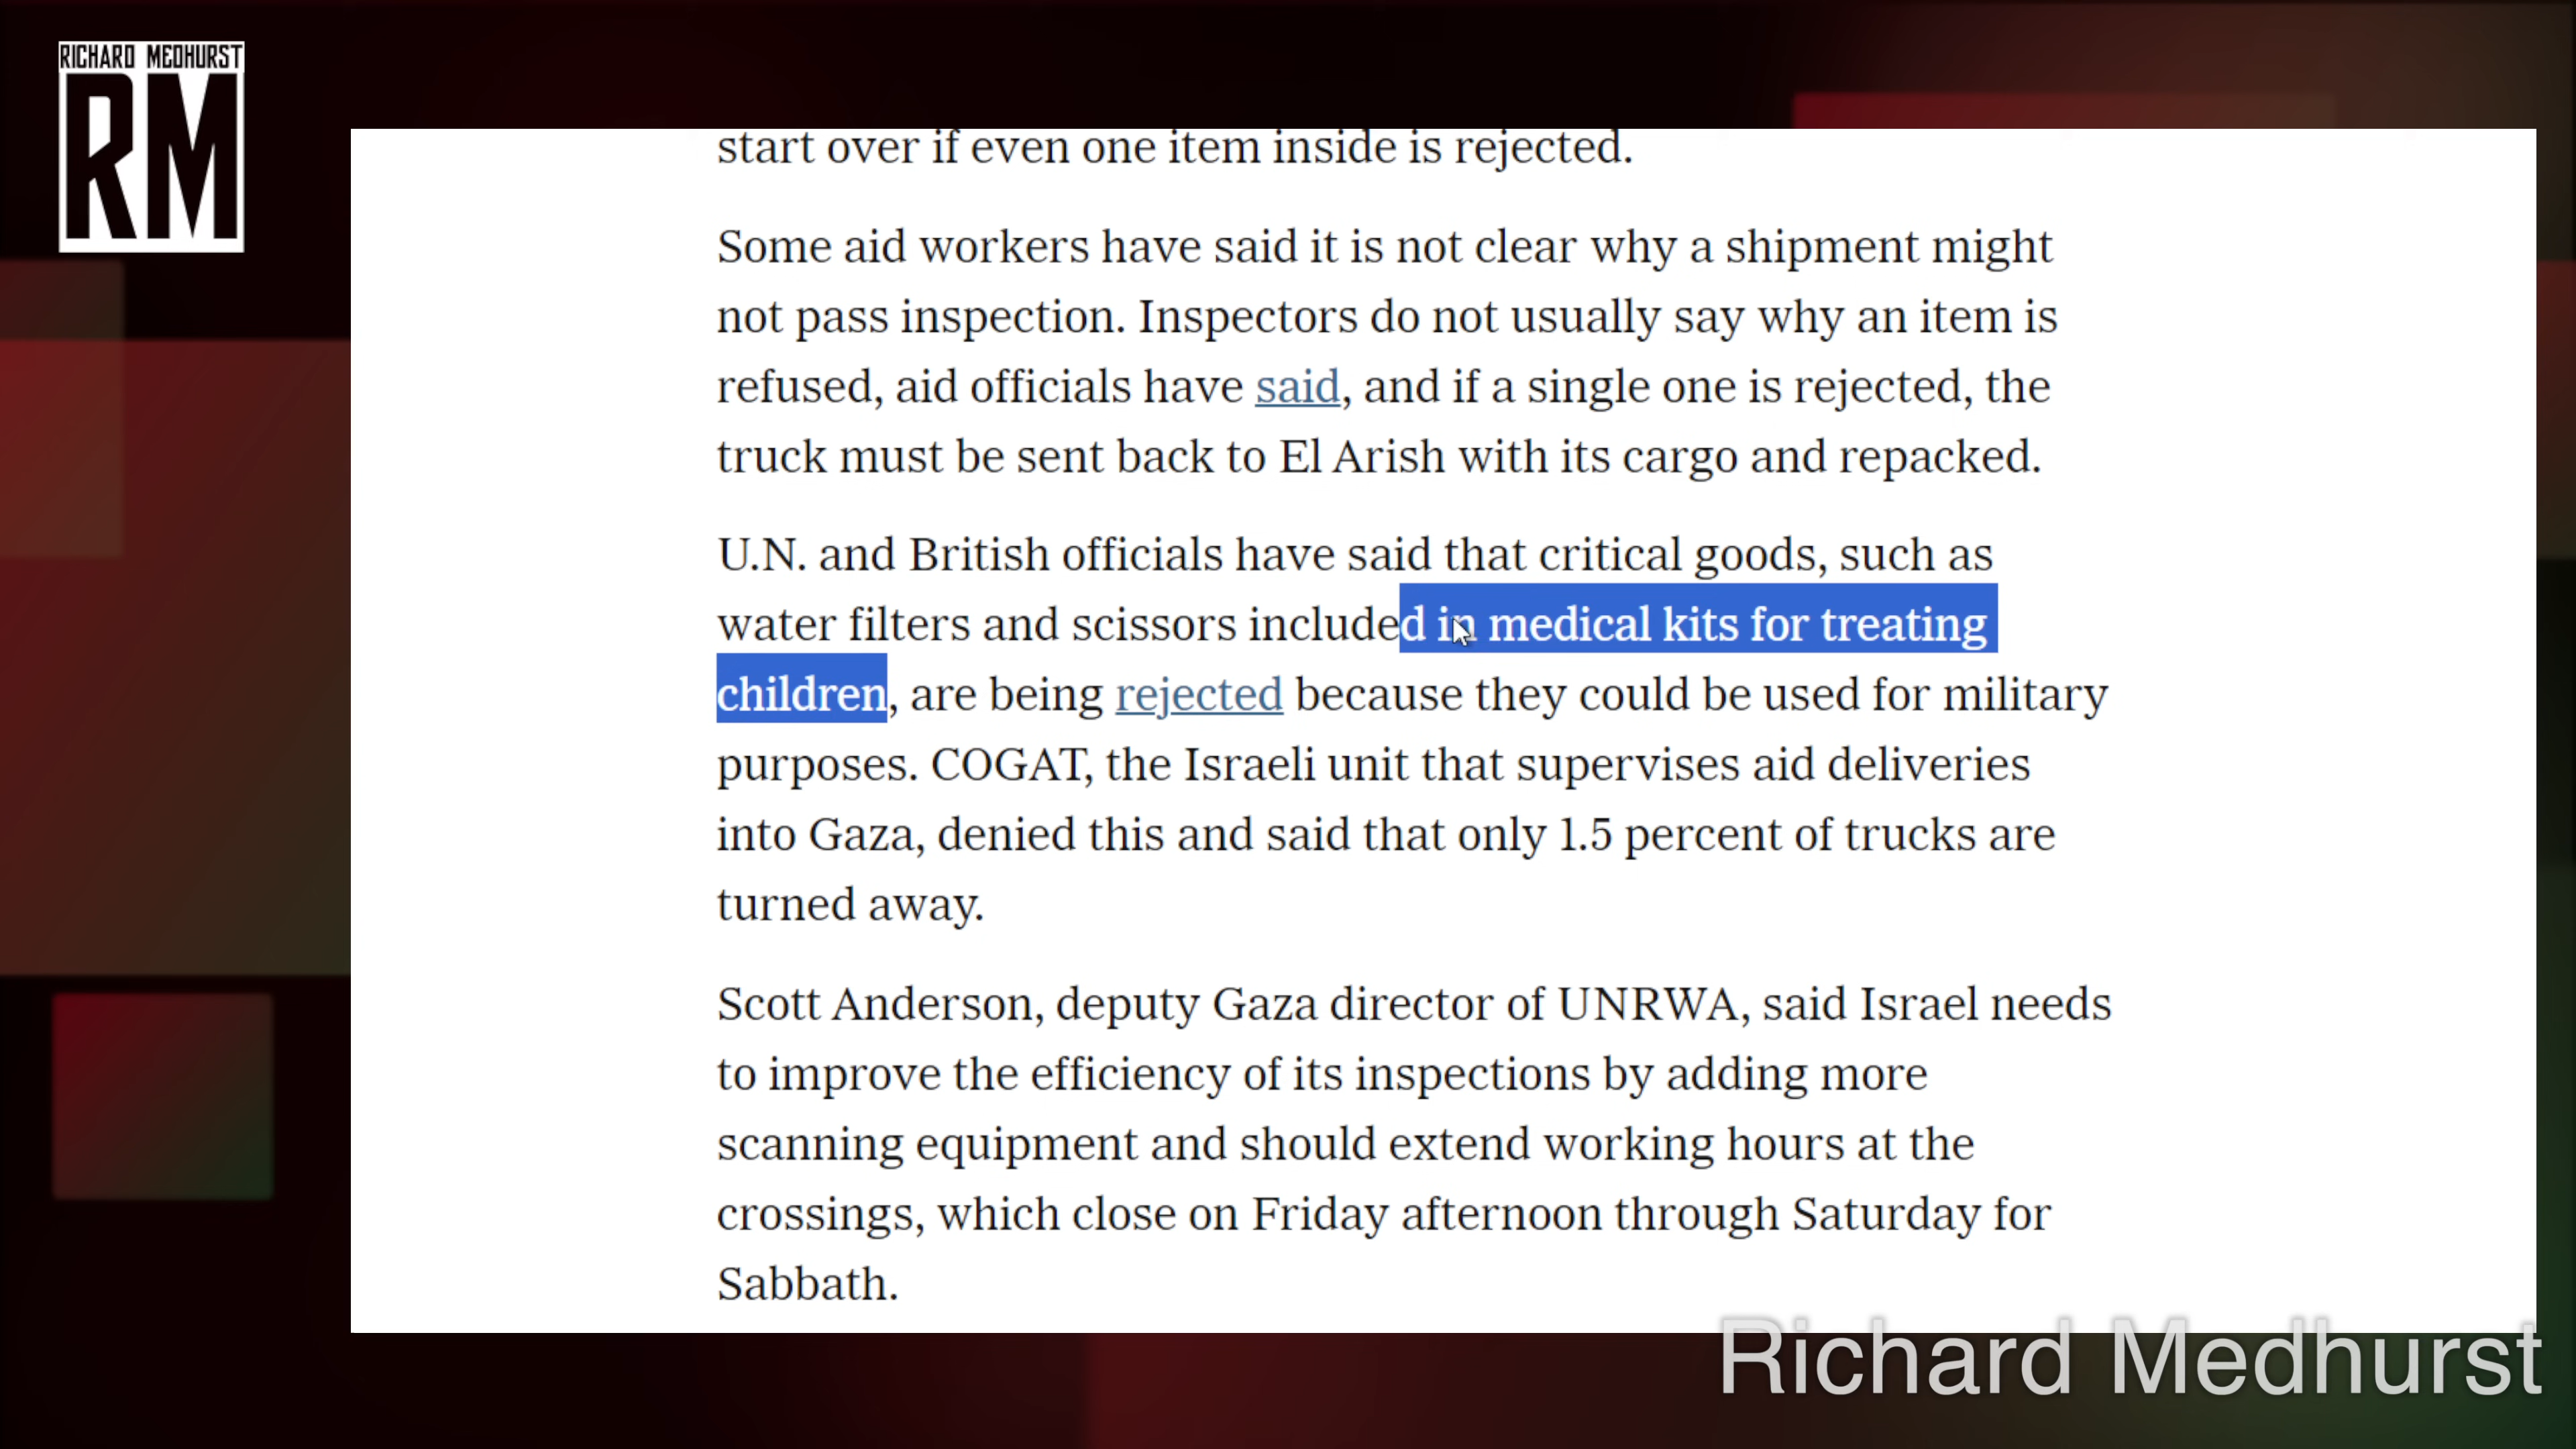 RICHARD MEDHURST
RM
start over if even one item inside is rejected.
Some aid workers have said it is not clear why a shipment might
not pass inspection. Inspectors do not usually say why an item is
refused, aid officials have said, and if a single one is rejected, the
truck must be sent back to El Arish with its cargo and repacked.
U.N. and British officials have said that critical goods, such as
water filters and scissors included in medical kits for treating
children, are being rejected because they could be used for military
purposes. COGAT, the Israeli unit that supervises aid deliveries
into Gaza, denied this and said that only 1.5 percent of trucks are
turned away.
Scott Anderson, deputy Gaza director of UNRWA, said Israel needs
to improve the efficiency of its inspections by adding more
scanning equipment and should extend working hours at the
crossings, which close on Friday afternoon through Saturday for
Sabbath.
Richard Medhurst